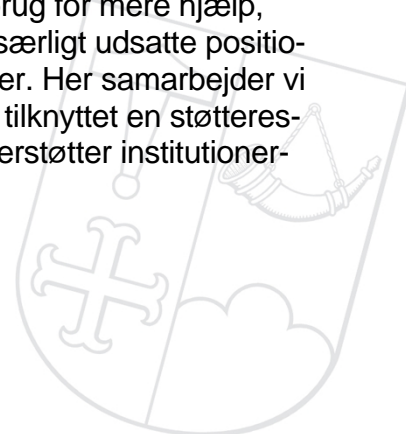 rug for mere hjælp,
særligt udsatte positio-
er. Her samarbejder vi
tilknyttet en støtteres-
erstøtter institutioner-